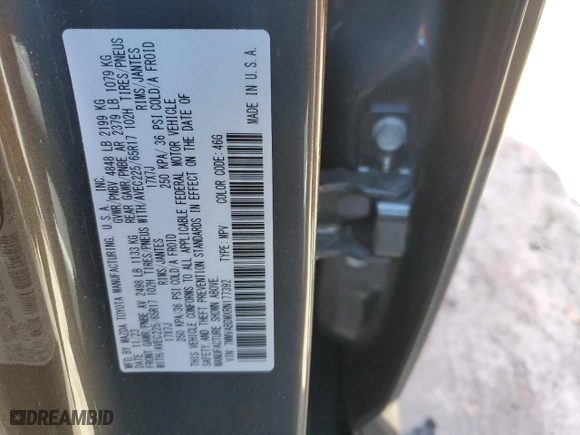 MFD BY MAZDA TOYOTA MANUFACTURING, U.S.A., INC.
DATE: 11/23 GVWR/PNBV 4848 LB 2199 KG
FRONT GAWR/PNBE AV 2498 LB 1133 KG REAR GAWR/PNBE AR 2379 LB 1079 KG
WITH/AVEC225/65R17 102H TIRES/PNEUS WITH/AVEC225/65R17 102H TIRES/PNEUS
17X7J RIMS/JANTES 17X7J RIMS/JANTES
250 KPA/36 PSI COLD/A FROID 250 KPA/36 PSI COLD/A FROID
THIS VEHICLE CONFORMS TO ALL APPLICABLE FEDERAL MOTOR VEHICLE
SAFETY AND THEFT PREVENTION STANDARDS IN EFFECT ON THE DATE OF
MANUFACTURE SHOWN ABOVE.
VIN: 7MMVABDMXRN177392 TYPE: MPV COLOR CODE: 46G
MADE IN U.S.A.
DREAMBID